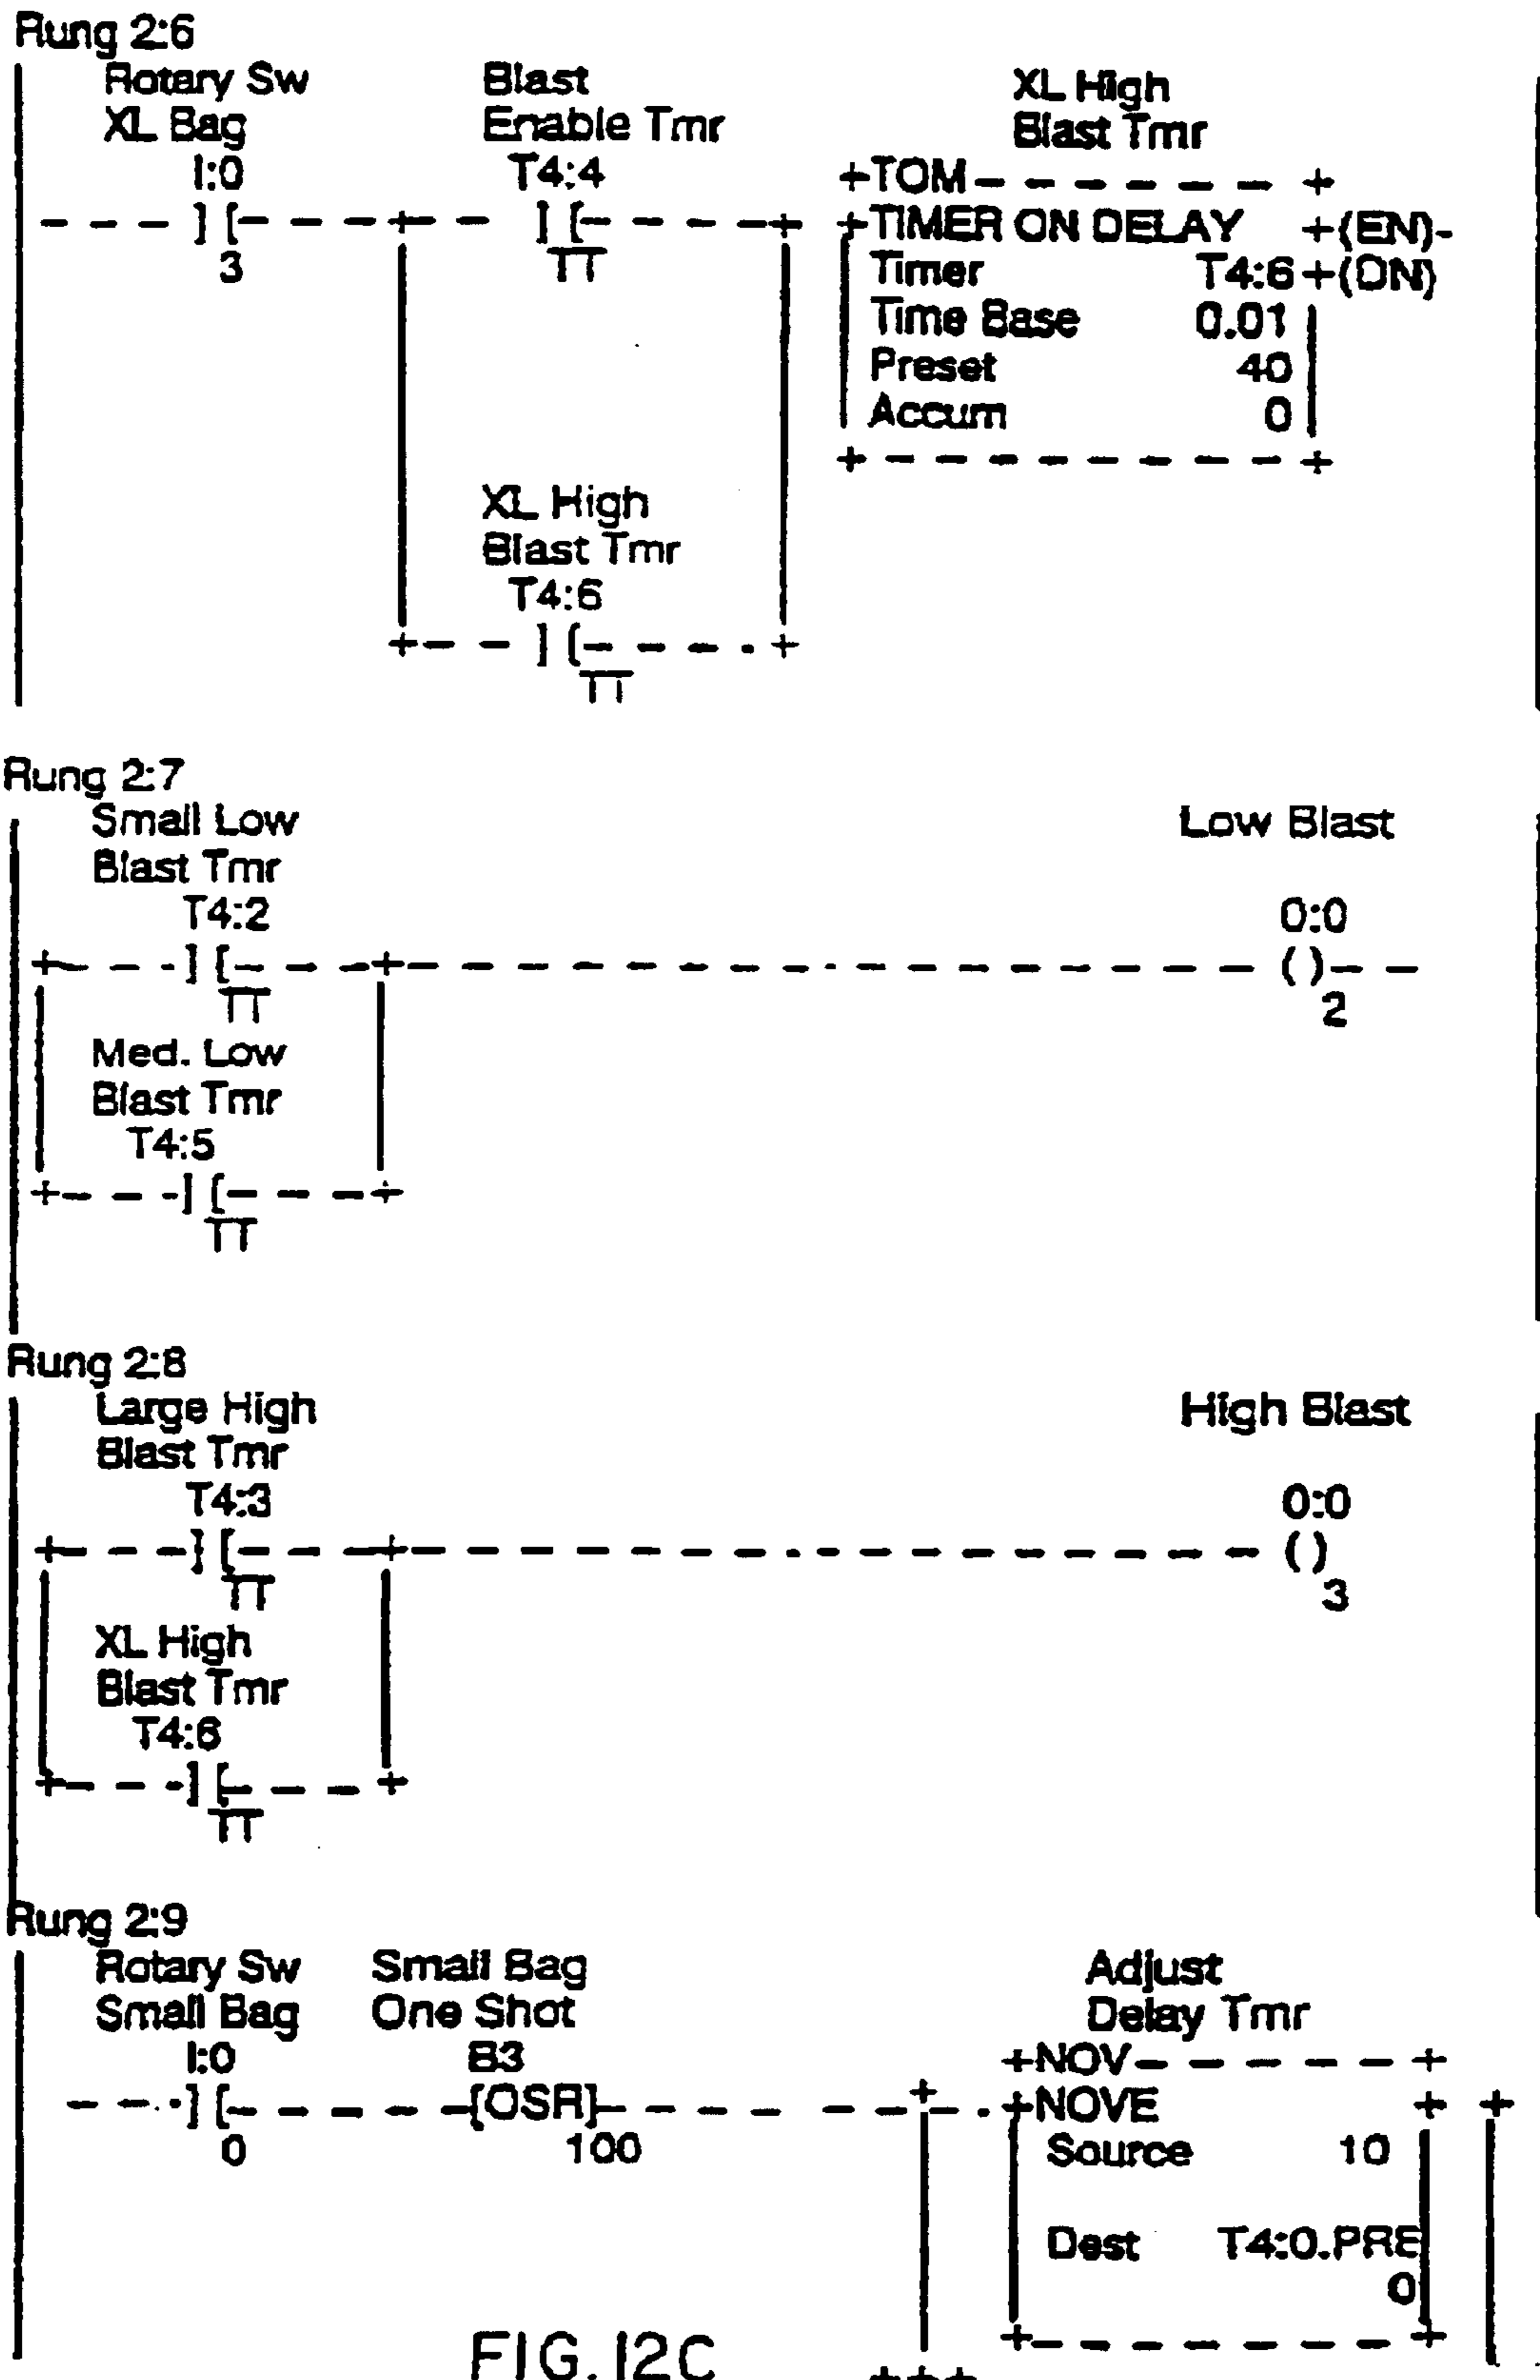 Rung 2:6
Rotary Sw Blast XL High
XL Bag Enable Tmr Blast Tmr
I:0 T4:4 +TOM- - - - - - - +
- - - ] [- - - - + - - ] [- - - - + +TIMER ON DELAY +(EN)-
3 TT Timer T4:6+(DN)
Time Base 0.01
Preset 40
Accum 0
+ - - - - - - - - - +
XL High
Blast Tmr
T4:6
+- - - ] [- - - - - +
TT
Rung 2:7
Small Low Low Blast
Blast Tmr
T4:2 0:0
+- - - -] [- - - -+- - - - - - - - - - - - - - - - - ( )- -
TT 2
Med. Low
Blast Tmr
T4:5
+- - - -] [- - - -+
TT
Rung 2:8
Large High High Blast
Blast Tmr
T4:3 0:0
+- - - -] [- - - -+- - - - - - - - - - - - - - - - - ( )
TT 3
XL High
Blast Tmr
T4:6
+- - - -] [- - - - +
TT
Rung 2:9
Rotary Sw Small Bag Adjust
Small Bag One Shot Delay Tmr
I:0 B3 +NOV- - - - - - +
- - -] [- - - - -[OSR]- - - - - - -+- -+NOVE + +
0 100 Source 10
Dest T4:0.PRE
0
+- - - - - - - - +
FIG. 12C +++